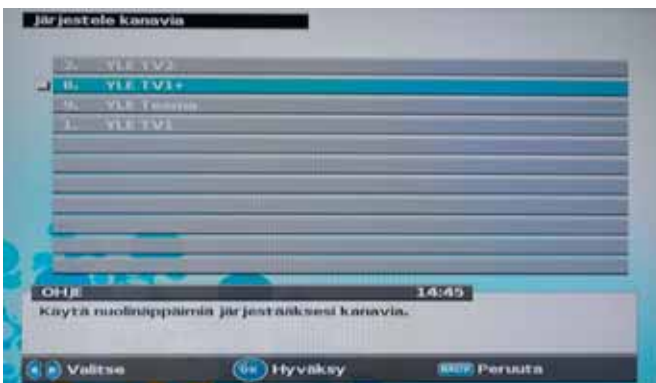 Järjestele kanavia
2. YLE TV2
8. YLE TV1+
9. YLE Teema
1. YLE TV1
OHJE 14:45
Käytä nuolinäppäimiä järjestääksesi kanavia.
Valitse OK Hyväksy BACK Peruuta